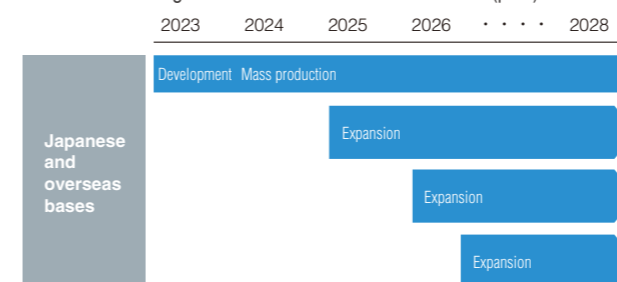 2023 2024 2025 2026 ・・・・ 2028
Development Mass production
Expansion
Japanese
and
overseas
bases
Expansion
Expansion